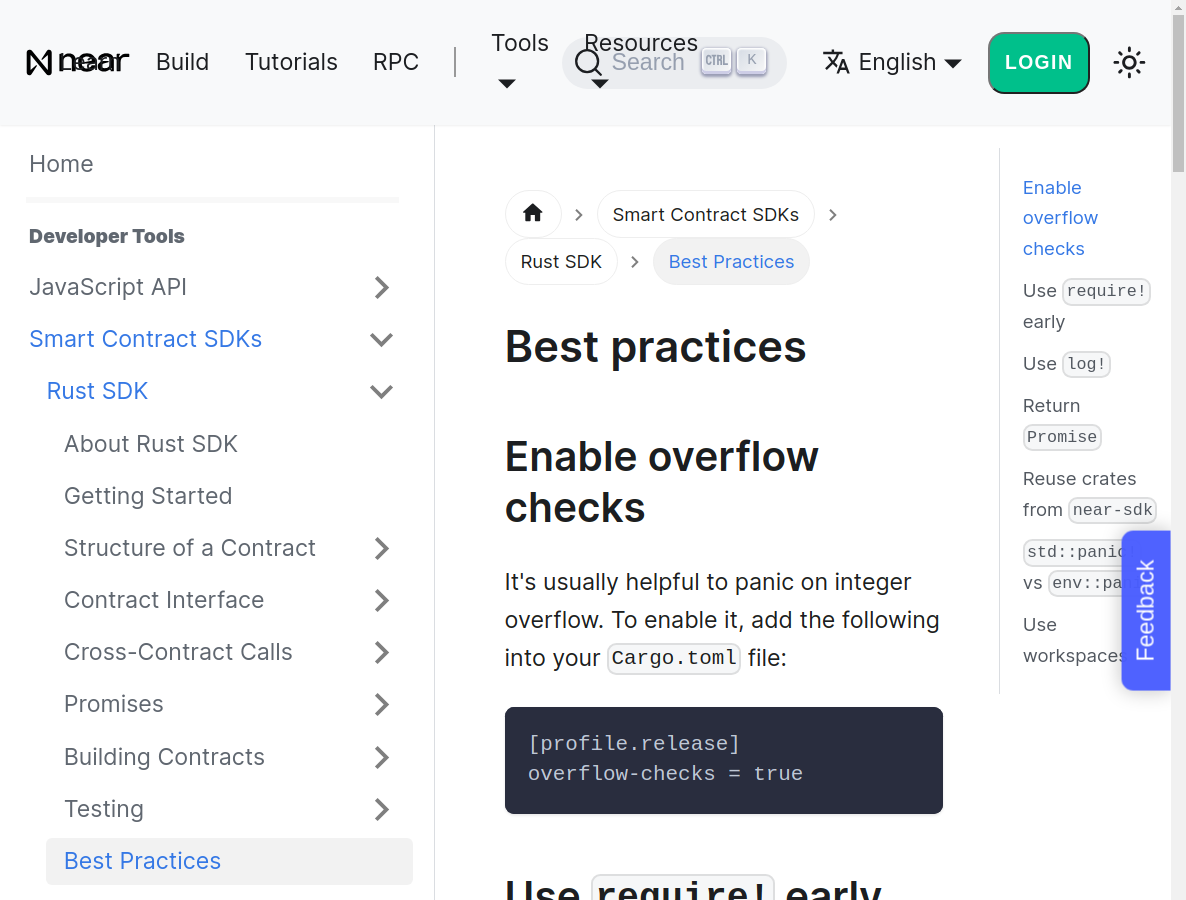 near
Learn
Build
Tutorials
RPC
Tools
Resources
Search
CTRL
K
English
LOGIN
Home
Developer Tools
JavaScript API
Smart Contract SDKs
Rust SDK
About Rust SDK
Getting Started
Structure of a Contract
Contract Interface
Cross-Contract Calls
Promises
Building Contracts
Testing
Best Practices
Smart Contract SDKs
Rust SDK
Best Practices
Best practices
Enable overflow
checks
It's usually helpful to panic on integer
overflow. To enable it, add the following
into your Cargo.toml file:
[profile.release]
overflow-checks = true
Use require! early
Enable
overflow
checks
Use require!
early
Use log!
Return
Promise
Reuse crates
from near-sdk
std::panic
vs env::pa
Use
workspaces
Feedback